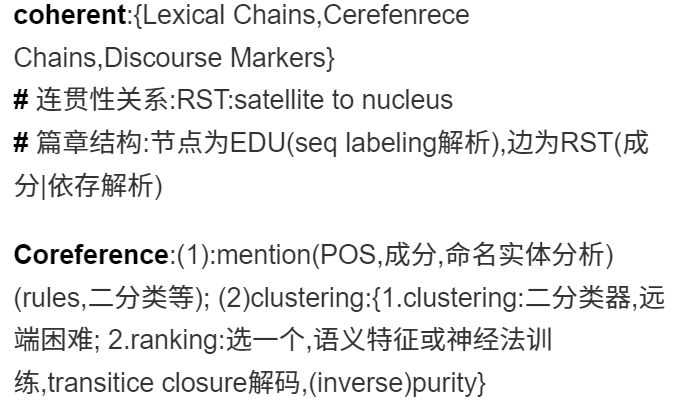 coherent:{Lexical Chains,Cerefenrece
Chains,Discourse Markers}
# 连贯性关系:RST:satellite to nucleus
# 篇章结构:节点为EDU(seq labeling解析),边为RST(成
分|依存解析)
Coreference:(1):mention(POS,成分,命名实体分析)
(rules,二分类等); (2)clustering:{1.clustering:二分类器,远
端困难; 2.ranking:选一个,语义特征或神经法训
练,transitice closure解码,(inverse)purity}